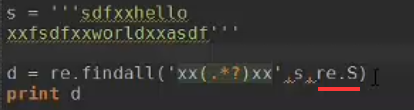 s = '''sdfxxhello
xxfsdfxxworldxxasdf'''
d = re.findall('xx(.*?)xx',s,re.S)
print d